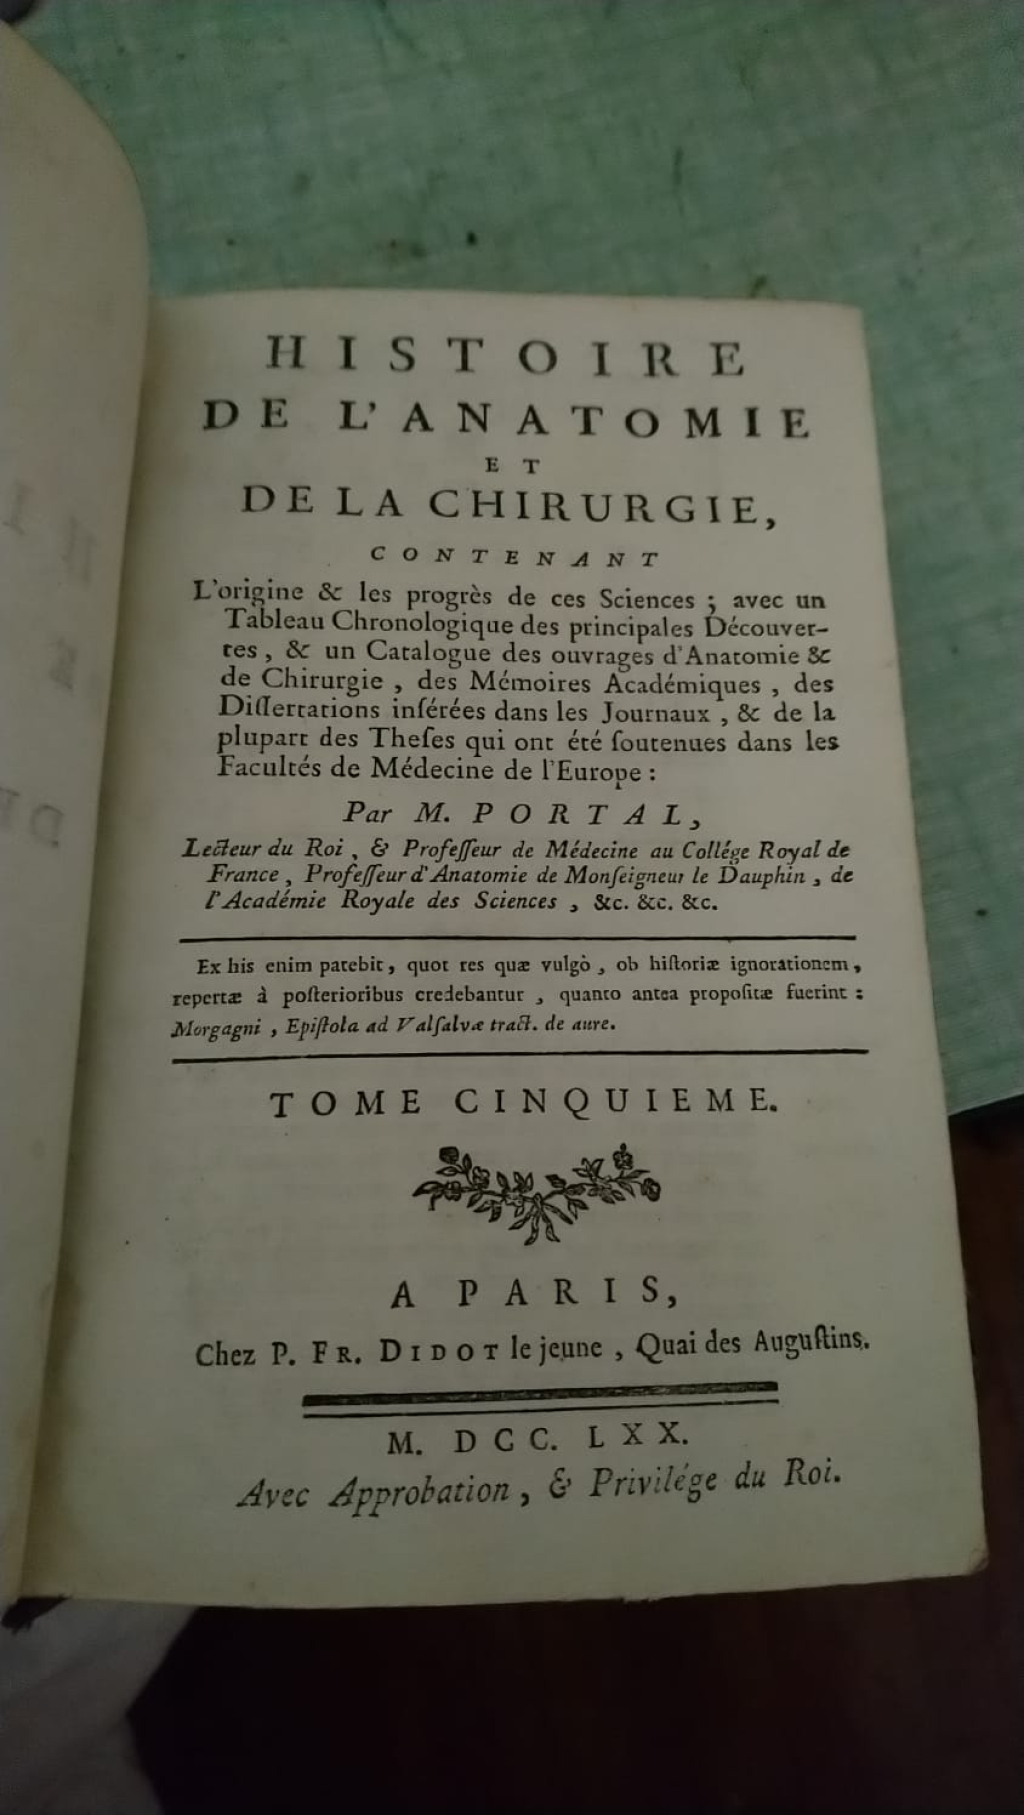 HISTOIRE
DE L'ANATOMIE
ET
DE LA CHIRURGIE,
CONTENANT
L'origine & les progrès de ces Sciences ; avec un
Tableau Chronologique des principales Découver-
tes, & un Catalogue des ouvrages d'Anatomie &
de Chirurgie, des Mémoires Académiques, des
Diſſertations inſérées dans les Journaux, & de la
plupart des Theſes qui ont été ſoutenues dans les
Facultés de Médecine de l'Europe :
Par M. PORTAL,
Lecteur du Roi, & Profeſſeur de Médecine au Collége Royal de
France, Profeſſeur d'Anatomie de Monſeigneur le Dauphin, de
l'Académie Royale des Sciences, &c. &c. &c.
Ex his enim patebit, quot res quæ vulgò, ob hiſtoriæ ignorationem,
repertæ à poſterioribus credebantur, quanto antea propoſitæ fuerint :
Morgagni, Epiſtola ad Valſalvæ tract. de aure.
TOME CINQUIEME.
A PARIS,
Chez P. FR. DIDOT le jeune, Quai des Auguſtins.
M. DCC. LXX.
Avec Approbation, & Privilége du Roi.